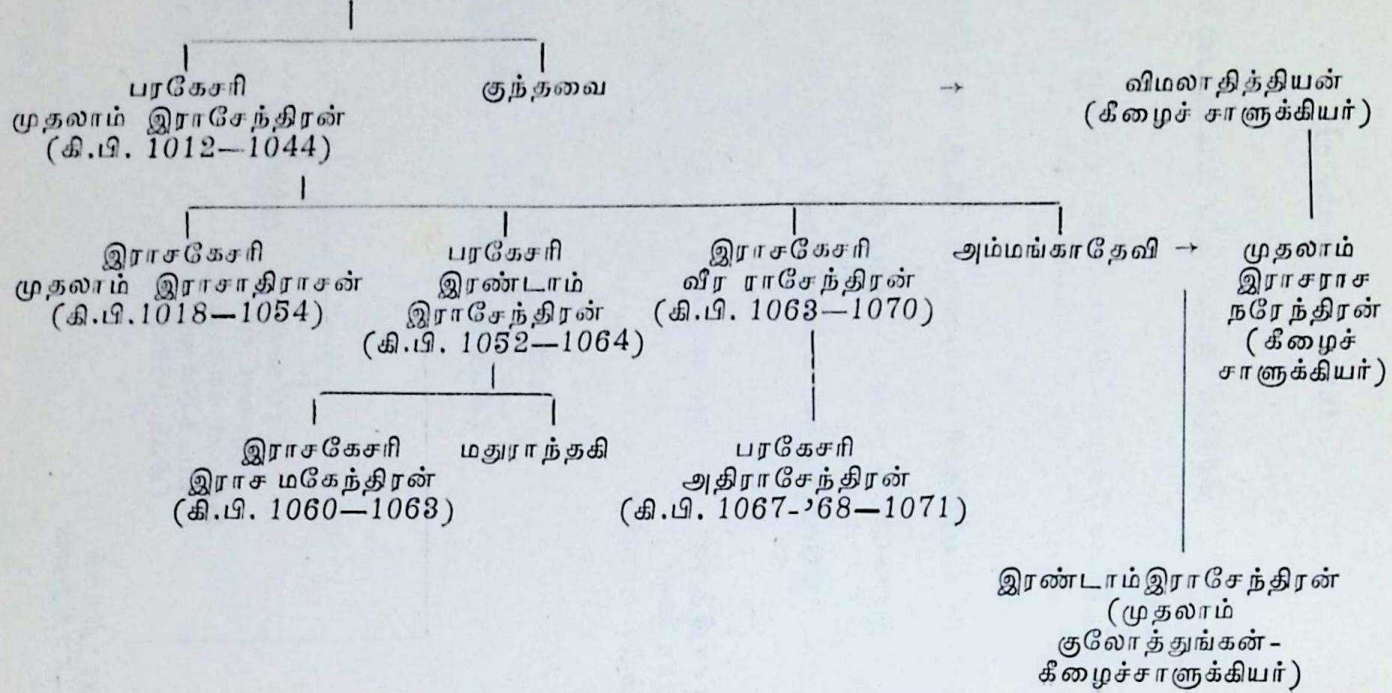 பரகேசரி
முதலாம் இராசேந்திரன்
(கி.பி. 1012—1044)
குந்தவை
→
விமலாதித்தியன்
(கீழைச் சாளுக்கியர்)
இராசகேசரி
முதலாம் இராசாதிராசன்
(கி.பி.1018—1054)
பரகேசரி
இரண்டாம்
இராசேந்திரன்
(கி.பி. 1052—1064)
இராசகேசரி
வீர ராசேந்திரன்
(கி.பி. 1063—1070)
அம்மங்காதேவி →
முதலாம்
இராசராச
நரேந்திரன்
(கீழைச்
சாளுக்கியர்)
இராசகேசரி
இராச மகேந்திரன்
(கி.பி. 1060—1063)
மதுராந்தகி
பரகேசரி
அதிராசேந்திரன்
(கி.பி. 1067-’68—1071)
இரண்டாம்இராசேந்திரன்
(முதலாம்
குலோத்துங்கன்-
கீழைச்சாளுக்கியர்)